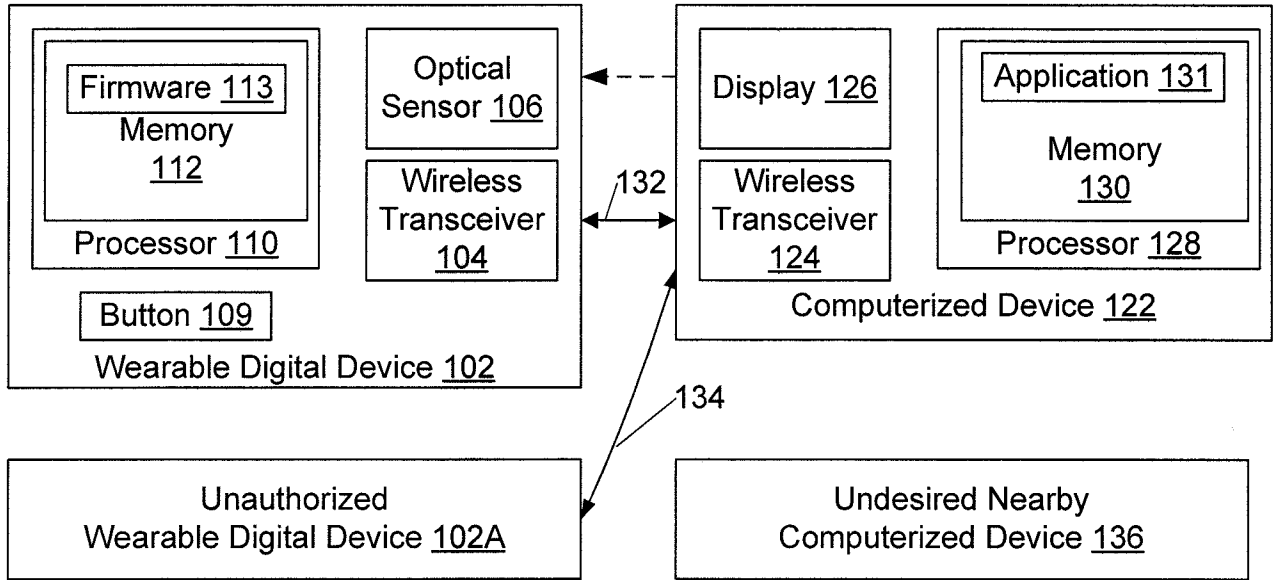 Firmware 113
Memory
112
Processor 110
Button 109
Optical
Sensor 106
Wireless
Transceiver
104
Wearable Digital Device 102
132
Display 126
Wireless
Transceiver
124
Application 131
Memory
130
Processor 128
Computerized Device 122
134
Unauthorized
Wearable Digital Device 102A
Undesired Nearby
Computerized Device 136